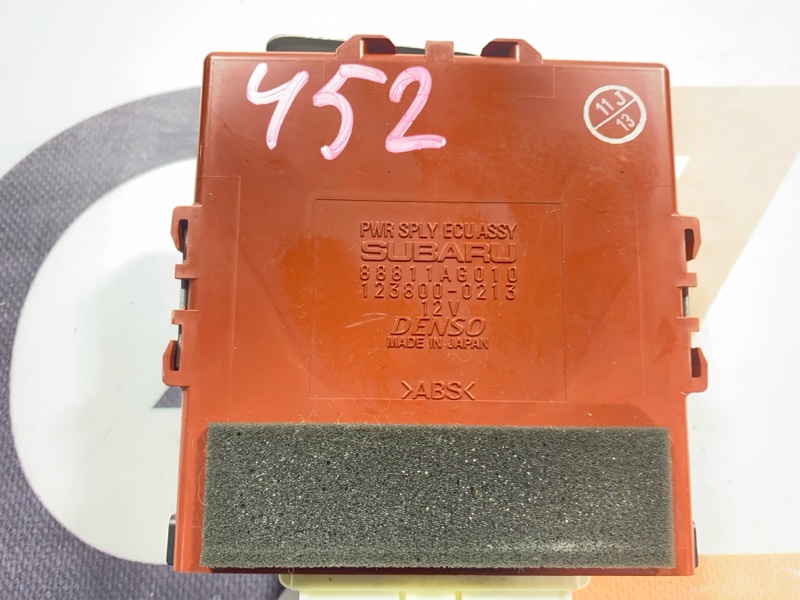 452
11 J
13
PWR SPLY ECU ASSY
SUBARU
88811AG010
123800-0213
12V
DENSO
MADE IN JAPAN
>ABS<